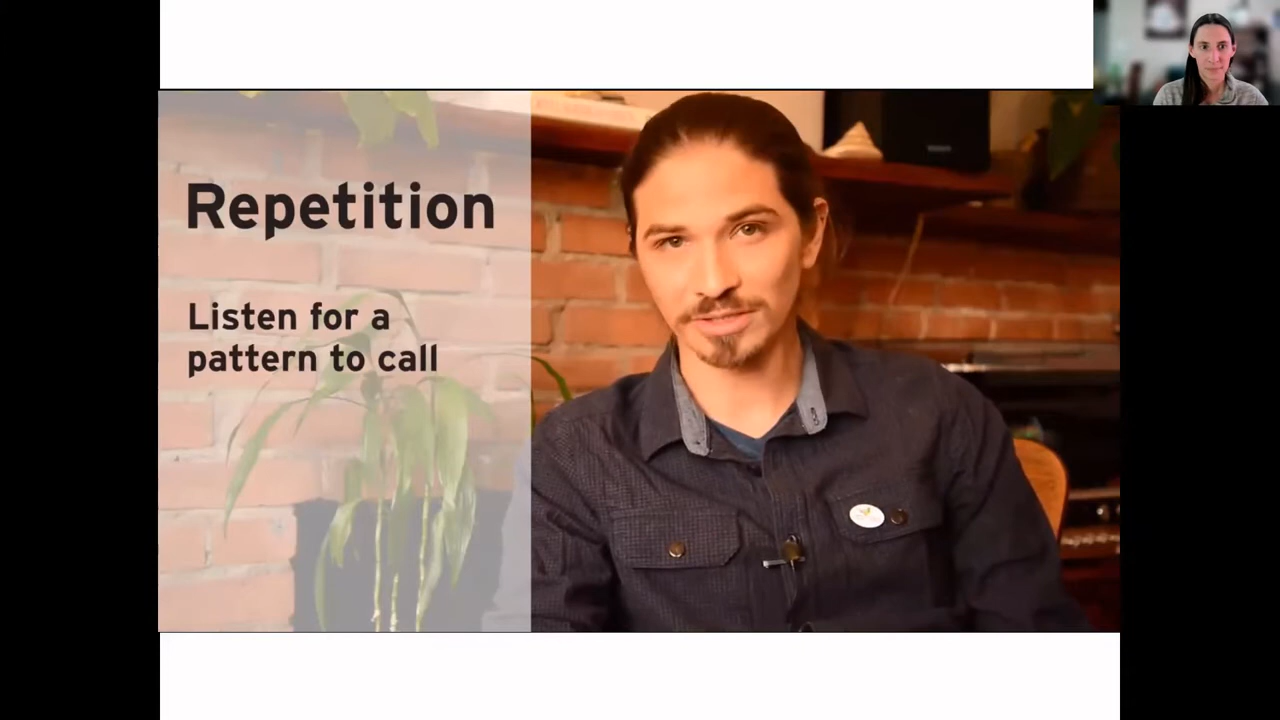 Repetition
Listen for a
pattern to call